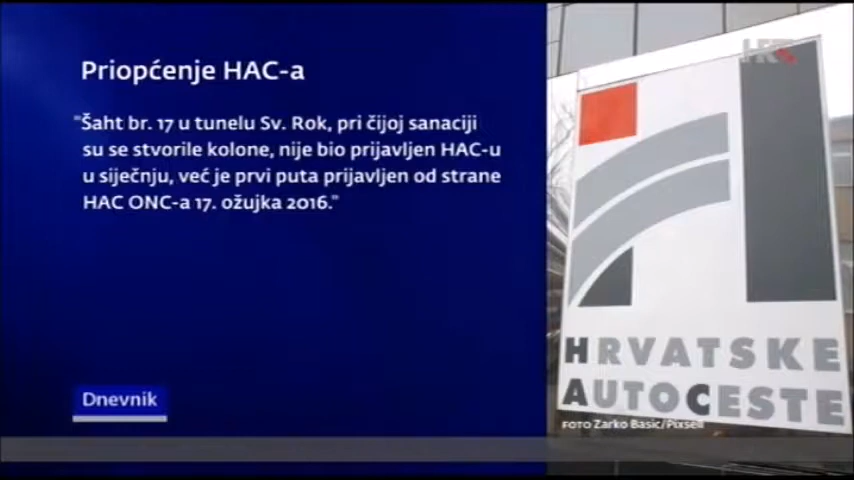 Priopćenje HAC-a
"Šaht br. 17 u tunelu Sv. Rok, pri čijoj sanaciji
su se stvorile kolone, nije bio prijavljen HAC-u
u siječnju, već je prvi puta prijavljen od strane
HAC ONC-a 17. ožujka 2016."
Dnevnik
HRT
HRVATSKE
AUTOCESTE
FOTO Zarko Basic/Pixsell